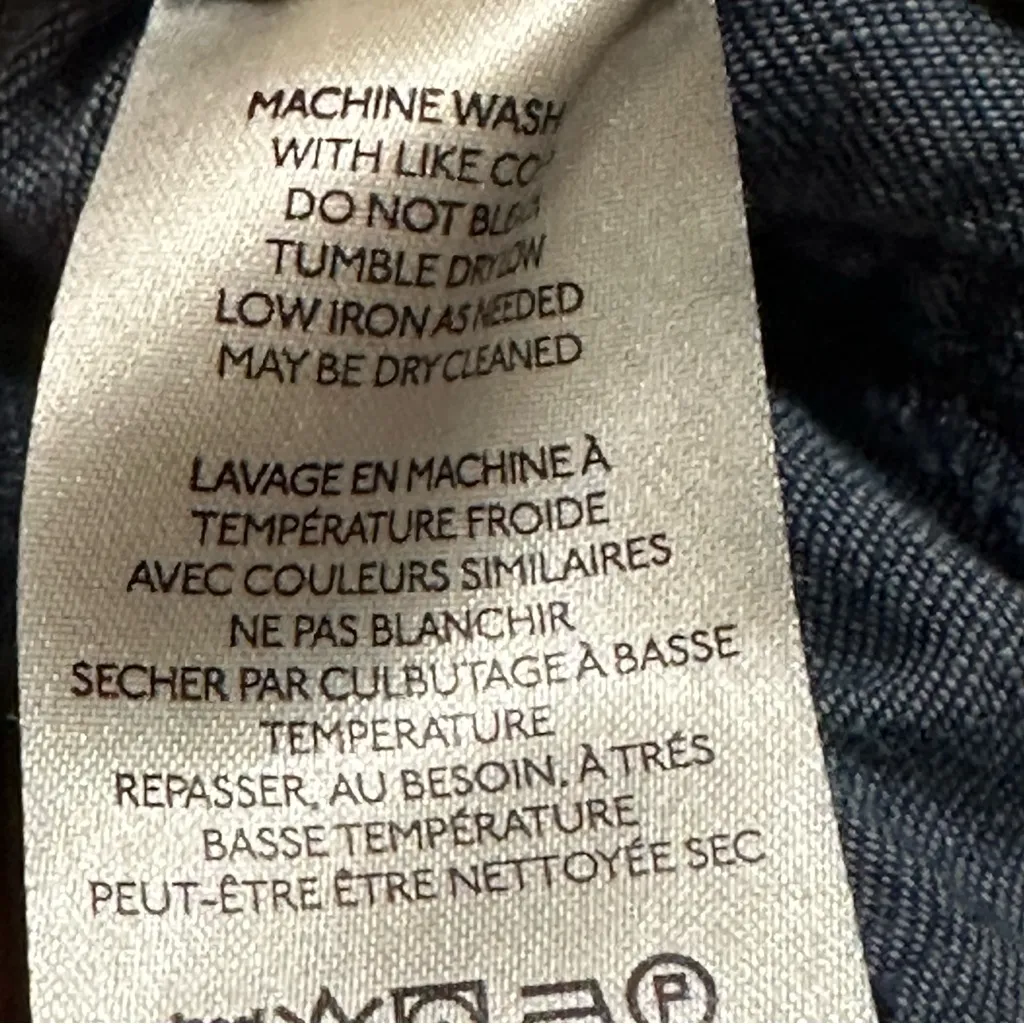 MACHINE WASH
WITH LIKE
DO NOT
TUMBLE DRY LOW
LOW IRON AS NEEDED
MAY BE DRY CLEANED
LAVAGE EN MACHINE À
TEMPÉRATURE FROIDE
AVEC COULEURS SIMILAIRES
NE PAS BLANCHIR
SECHER PAR CULBUTAGE À BASSE
TEMPERATURE
REPASSER, AU BESOIN, À TRÉS
BASSE TEMPÉRATURE
PEUT-ÊTRE ÊTRE NETTOYÉE SEC
P